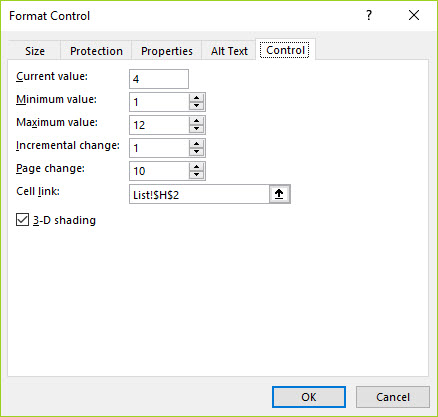 Format Control
?
Size Protection Properties Alt Text Control
Current value: 4
Minimum value: 1
Maximum value: 12
Incremental change: 1
Page change: 10
Cell link: List!$H$2
3-D shading
OK Cancel